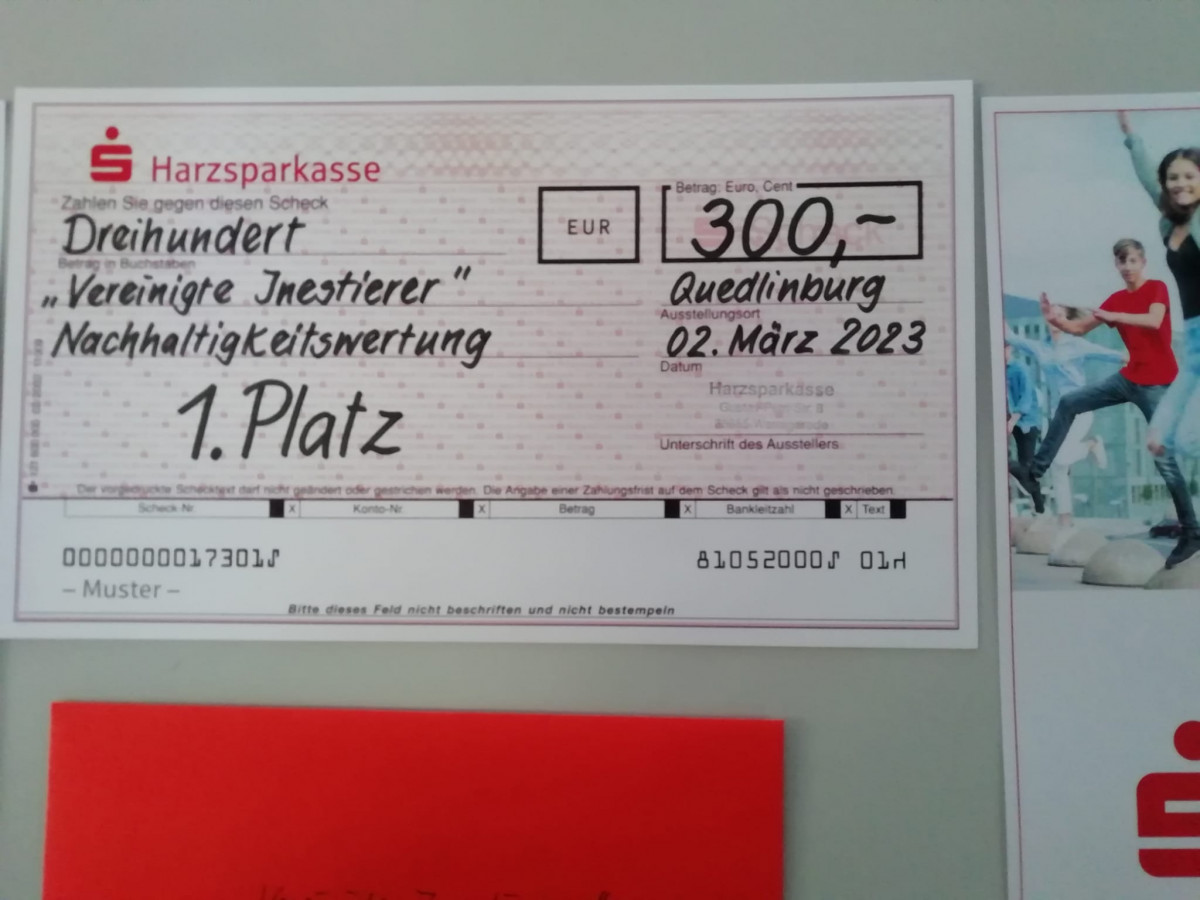 Harzsparkasse
Zahlen Sie gegen diesen Scheck
Dreihundert
Betrag in Buchstaben
EUR
Betrag: Euro, Cent
300,-
„Vereinigte Inestierer"
Quedlinburg
Ausstellungsort
Nachhaltigkeitswertung
02. März 2023
Datum
1. Platz
Harzsparkasse
Unterschrift des Ausstellers
Der vorgedruckte Schecktext darf nicht geändert oder gestrichen werden. Die Angabe einer Zahlungsfrist auf dem Scheck gilt als nicht geschrieben.
Scheck-Nr. X Konto-Nr. X Betrag X Bankleitzahl X Text
0000000017301⑀ 81052000⑀ 01⑁
– Muster –
Bitte dieses Feld nicht beschriften und nicht bestempeln